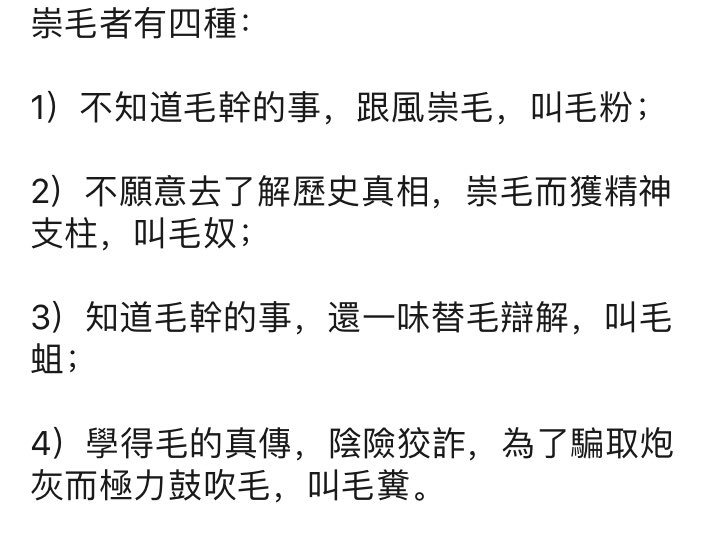 崇毛者有四種：
1）不知道毛幹的事，跟風崇毛，叫毛粉；
2）不願意去了解歷史真相，崇毛而獲精神
支柱，叫毛奴；
3）知道毛幹的事，還一味替毛辯解，叫毛
蛆；
4）學得毛的真傳，陰險狡詐，為了騙取炮
灰而極力鼓吹毛，叫毛糞。